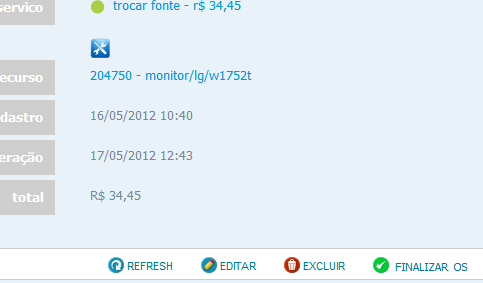 servico trocar fonte - r$ 34,45
ecurso 204750 - monitor/lg/w1752t
dastro 16/05/2012 10:40
eração 17/05/2012 12:43
total R$ 34,45
REFRESH EDITAR EXCLUIR FINALIZAR OS